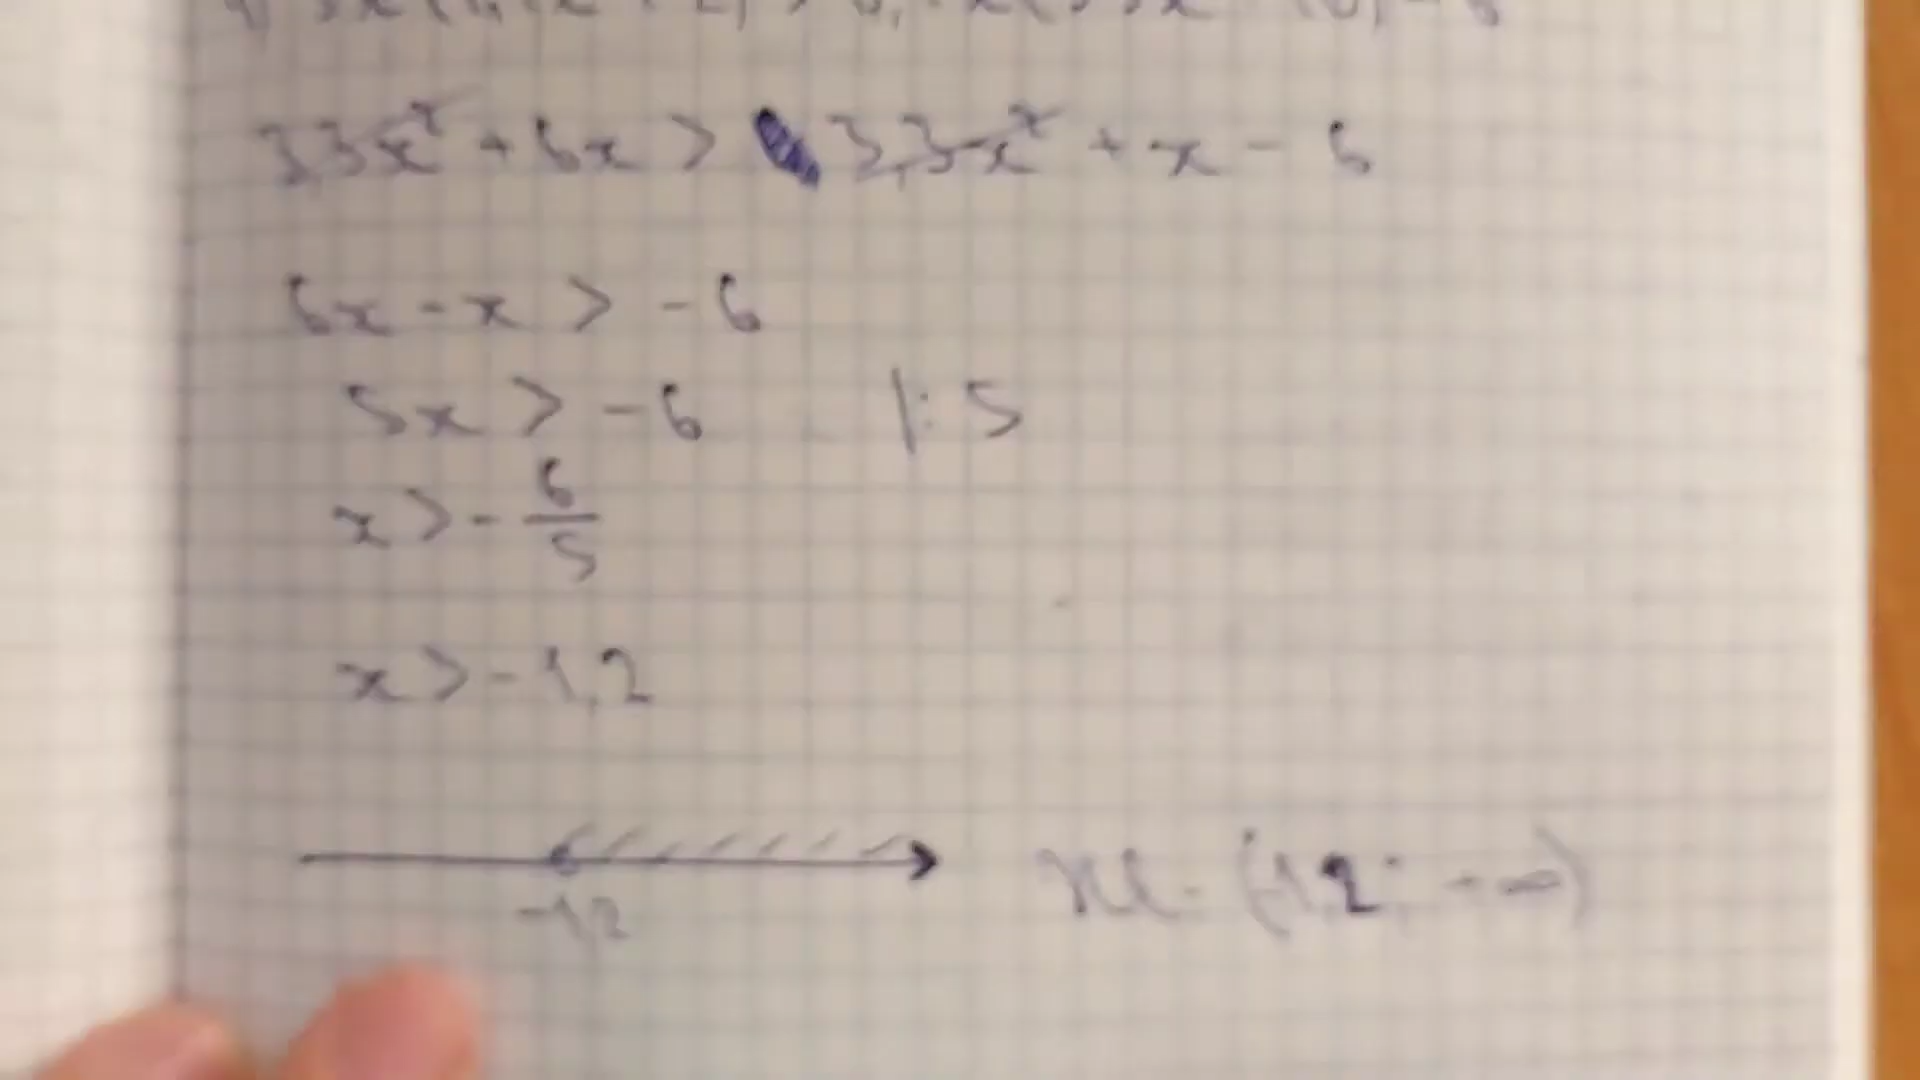 3,3x² + 6x > 3,3x² + x - 6
6x - x > - 6
5x > - 6 |: 5
x > - 6/5
x > - 1,2
-1,2